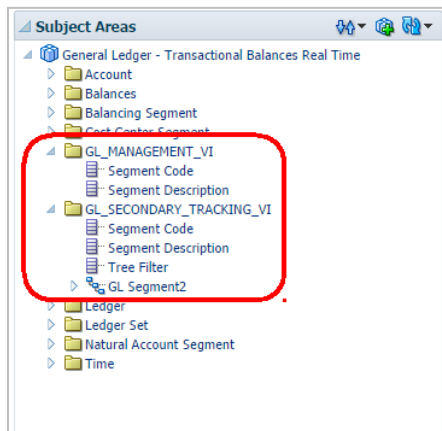 Subject Areas
General Ledger - Transactional Balances Real Time
Account
Balances
Balancing Segment
Cost Center Segment
GL_MANAGEMENT_VI
Segment Code
Segment Description
GL_SECONDARY_TRACKING_VI
Segment Code
Segment Description
Tree Filter
GL Segment2
Ledger
Ledger Set
Natural Account Segment
Time